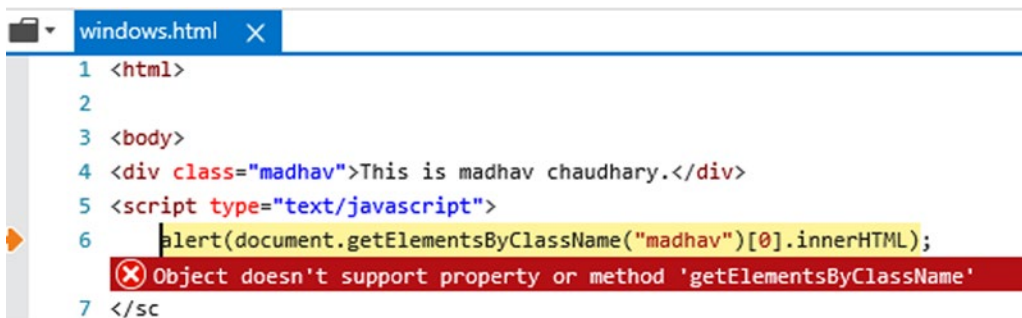 windows.html
1 <html>
2
3 <body>
4 <div class="madhav">This is madhav chaudhary.</div>
5 <script type="text/javascript">
6 alert(document.getElementsByClassName("madhav")[0].innerHTML);
Object doesn't support property or method 'getElementsByClassName'
7 </sc